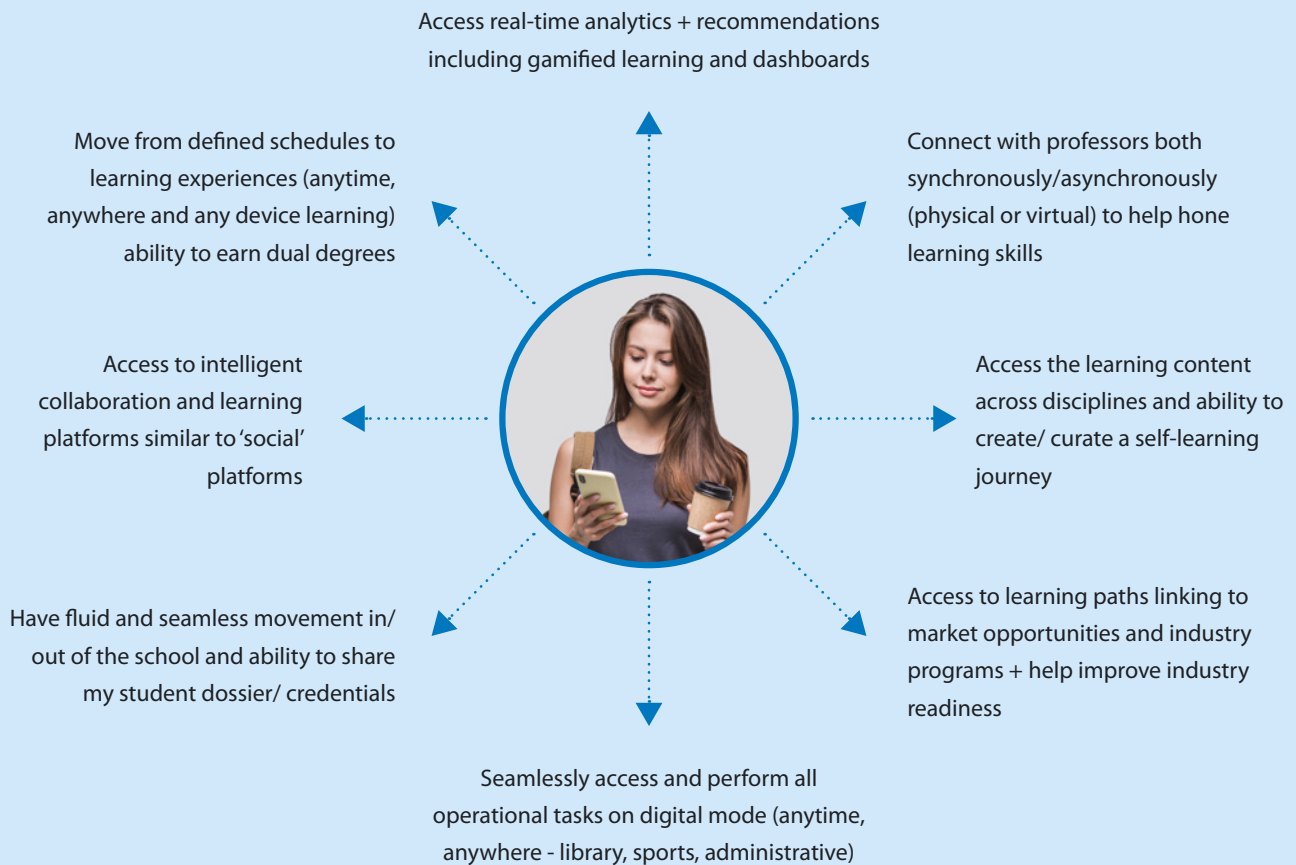 Access real-time analytics + recommendations
including gamified learning and dashboards
Move from defined schedules to
learning experiences (anytime,
anywhere and any device learning)
ability to earn dual degrees
Connect with professors both
synchronously/asynchronously
(physical or virtual) to help hone
learning skills
Access to intelligent
collaboration and learning
platforms similar to ‘social’
platforms
Access the learning content
across disciplines and ability to
create/ curate a self-learning
journey
Have fluid and seamless movement in/
out of the school and ability to share
my student dossier/ credentials
Access to learning paths linking to
market opportunities and industry
programs + help improve industry
readiness
Seamlessly access and perform all
operational tasks on digital mode (anytime,
anywhere - library, sports, administrative)